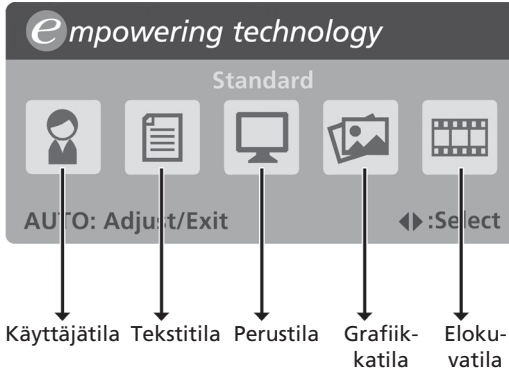 empowering technology
Standard
AUTO: Adjust/Exit :Select
Käyttäjätila Tekstitila Perustila Grafiik- Eloku-
katila vatila